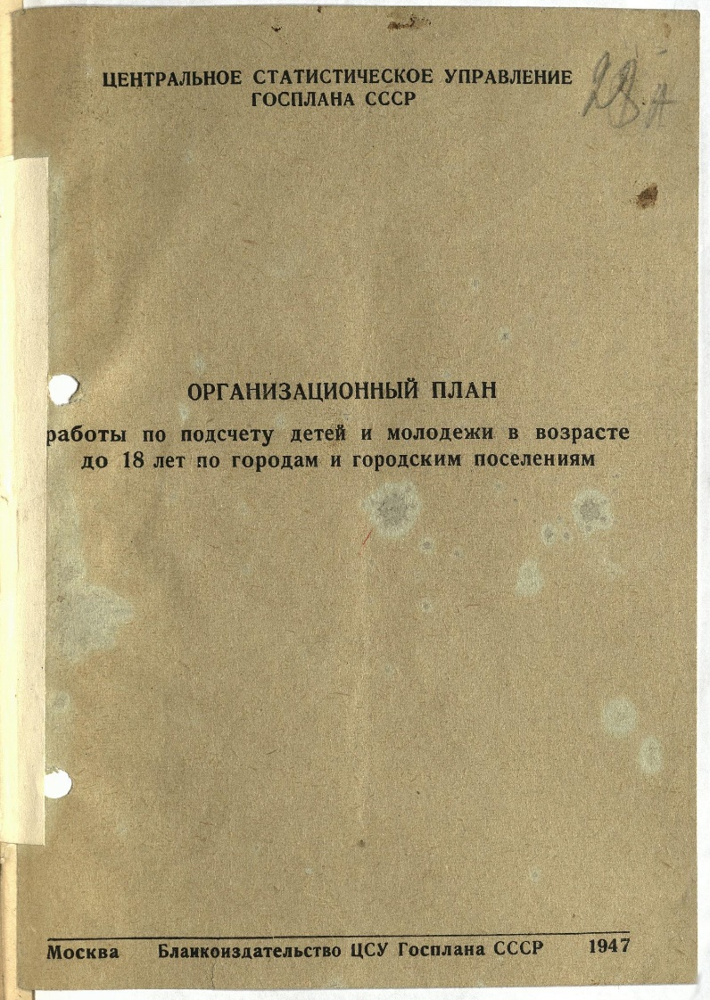 ЦЕНТРАЛЬНОЕ СТАТИСТИЧЕСКОЕ УПРАВЛЕНИЕ
ГОСПЛАНА СССР
28 А
ОРГАНИЗАЦИОННЫЙ ПЛАН
работы по подсчету детей и молодежи в возрасте
до 18 лет по городам и городским поселениям
Москва Бланкоиздательство ЦСУ Госплана СССР 1947